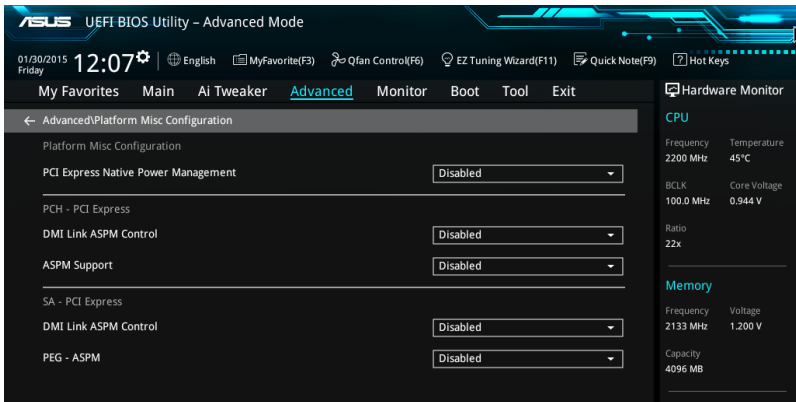 ASUS UEFI BIOS Utility – Advanced Mode
01/30/2015 Friday 12:07 English MyFavorite(F3) Qfan Control(F6) EZ Tuning Wizard(F11) Quick Note(F9) ? Hot Keys
My Favorites Main Ai Tweaker Advanced Monitor Boot Tool Exit
← Advanced\Platform Misc Configuration
Platform Misc Configuration
PCI Express Native Power Management Disabled
PCH - PCI Express
DMI Link ASPM Control Disabled
ASPM Support Disabled
SA - PCI Express
DMI Link ASPM Control Disabled
PEG - ASPM Disabled
Hardware Monitor
CPU
Frequency Temperature
2200 MHz 45°C
BCLK Core Voltage
100.0 MHz 0.944 V
Ratio
22x
Memory
Frequency Voltage
2133 MHz 1.200 V
Capacity
4096 MB